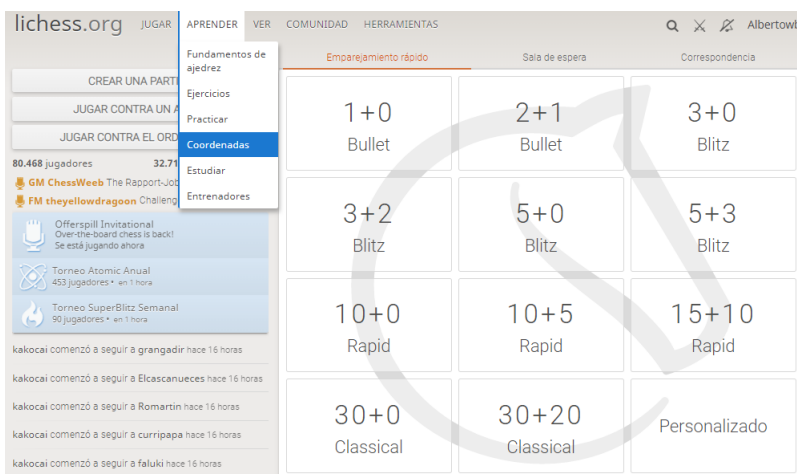 lichess.org JUGAR APRENDER VER COMUNIDAD HERRAMIENTAS
Fundamentos de
ajedrez
Ejercicios
Practicar
Coordenadas
Estudiar
Entrenadores
CREAR UNA PARTI
JUGAR CONTRA UN A
JUGAR CONTRA EL ORD
80.468 jugadores 32.71
GM ChessWeeb The Rapport-Job
FM theyellowdragoon Challeng
Offerspill Invitational
Over-the-board chess is back!
Se está jugando ahora
Torneo Atomic Anual
453 jugadores • en 1 hora
Torneo SuperBlitz Semanal
90 jugadores • en 1 hora
kakocai comenzó a seguir a grangadir hace 16 horas
kakocai comenzó a seguir a Elcascanueces hace 16 horas
kakocai comenzó a seguir a Romartin hace 16 horas
kakocai comenzó a seguir a curripapa hace 16 horas
kakocai comenzó a seguir a faluki hace 16 horas
Emparejamiento rápido Sala de espera Correspondencia
1+0 2+1 3+0
Bullet Bullet Blitz
3+2 5+0 5+3
Blitz Blitz Blitz
10+0 10+5 15+10
Rapid Rapid Rapid
30+0 30+20 Personalizado
Classical Classical